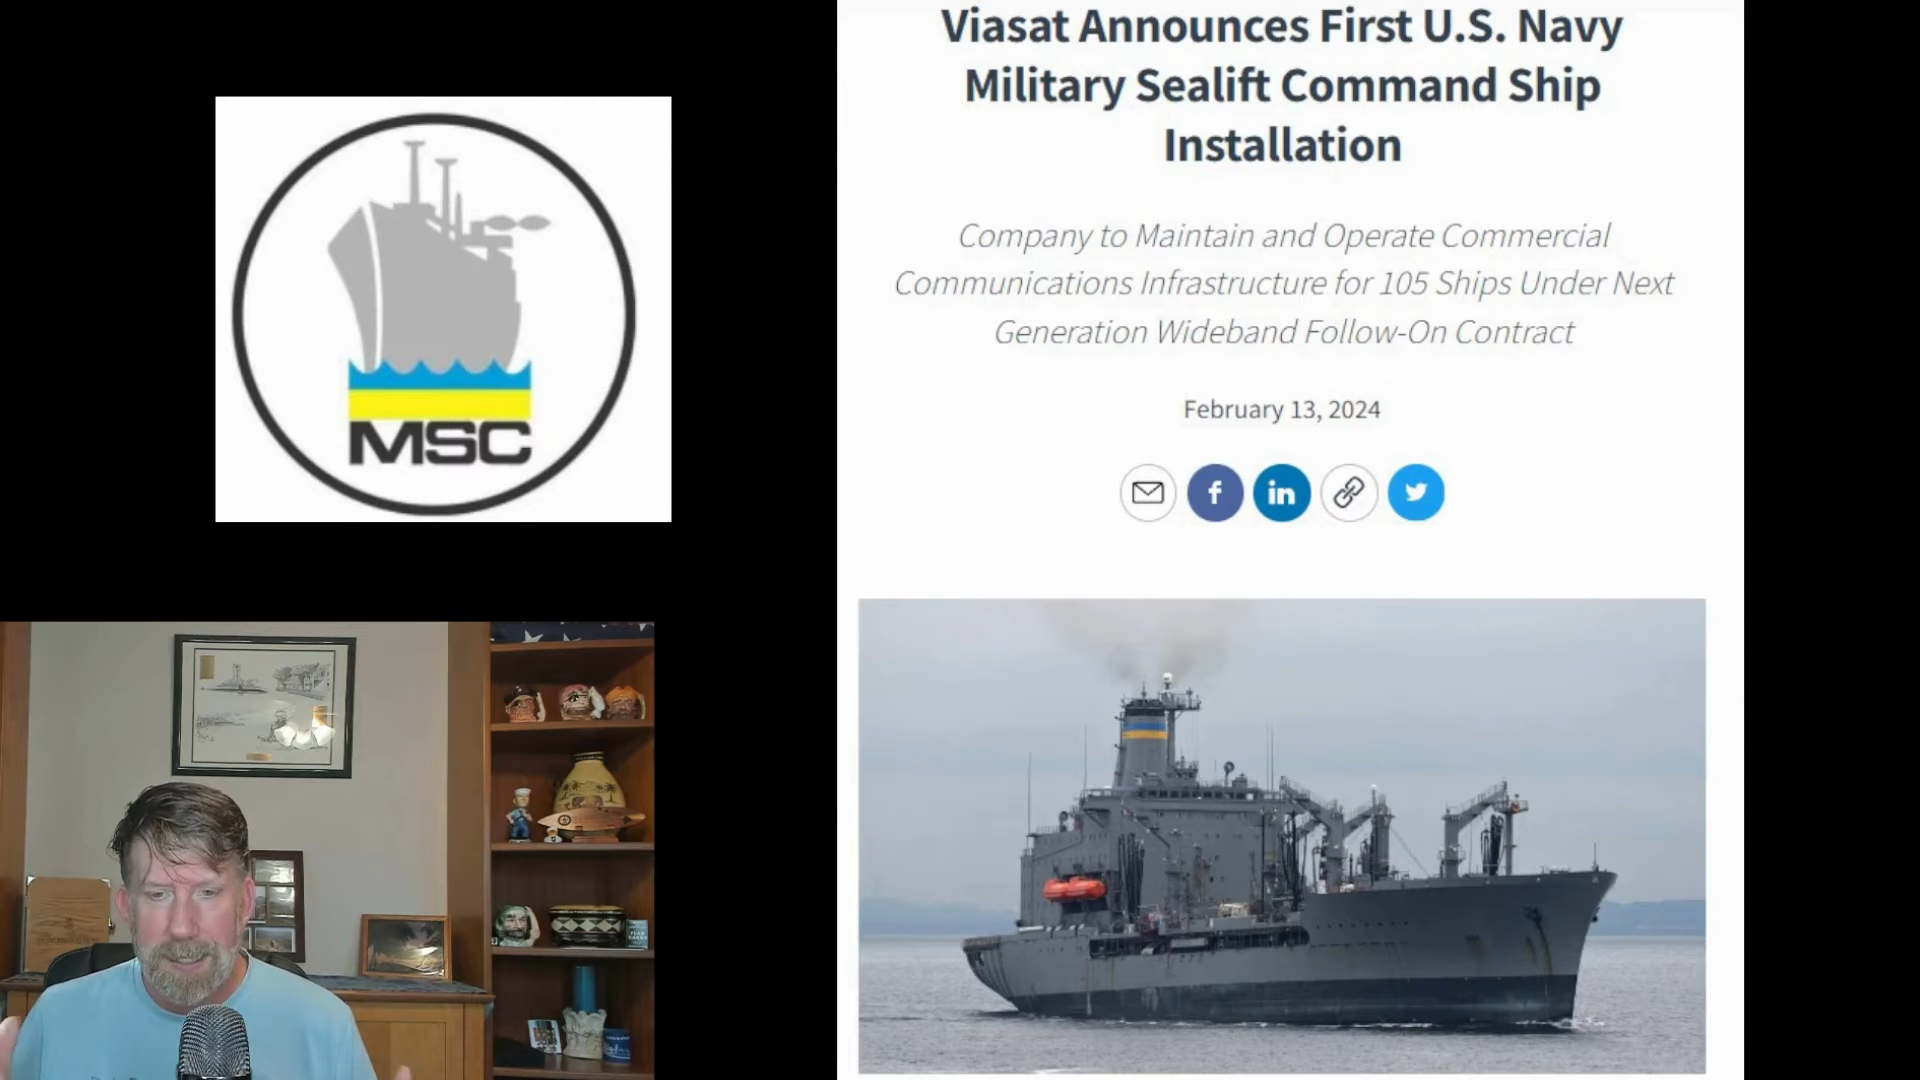 MSC
Viasat Announces First U.S. Navy
Military Sealift Command Ship
Installation
Company to Maintain and Operate Commercial
Communications Infrastructure for 105 Ships Under Next
Generation Wideband Follow-On Contract
February 13, 2024
f
in